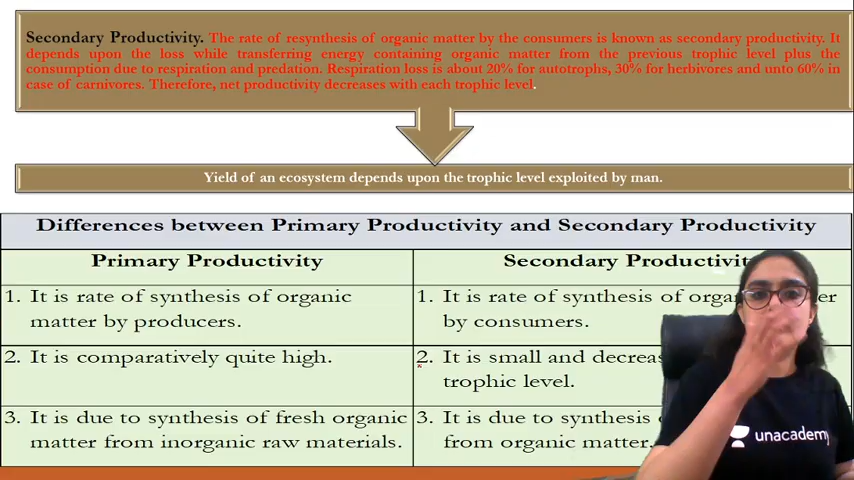 Secondary Productivity. The rate of resynthesis of organic matter by the consumers is known as secondary productivity. It
depends upon the loss while transferring energy containing organic matter from the previous trophic level plus the
consumption due to respiration and predation. Respiration loss is about 20% for autotrophs, 30% for herbivores and unto 60% in
case of carnivores. Therefore, net productivity decreases with each trophic level.
Yield of an ecosystem depends upon the trophic level exploited by man.
Differences between Primary Productivity and Secondary Productivity
Primary Productivity
Secondary
1. It is rate of synthesis of organic
matter by producers.
1. It is rate of synthesis of
by consumers.
2. It is comparatively quite high.
2. It is small and
trophic level.
3. It is due to synthesis of fresh organic
matter from inorganic raw materials.
3. It is due to synthesis
from organic matter.
unacademy